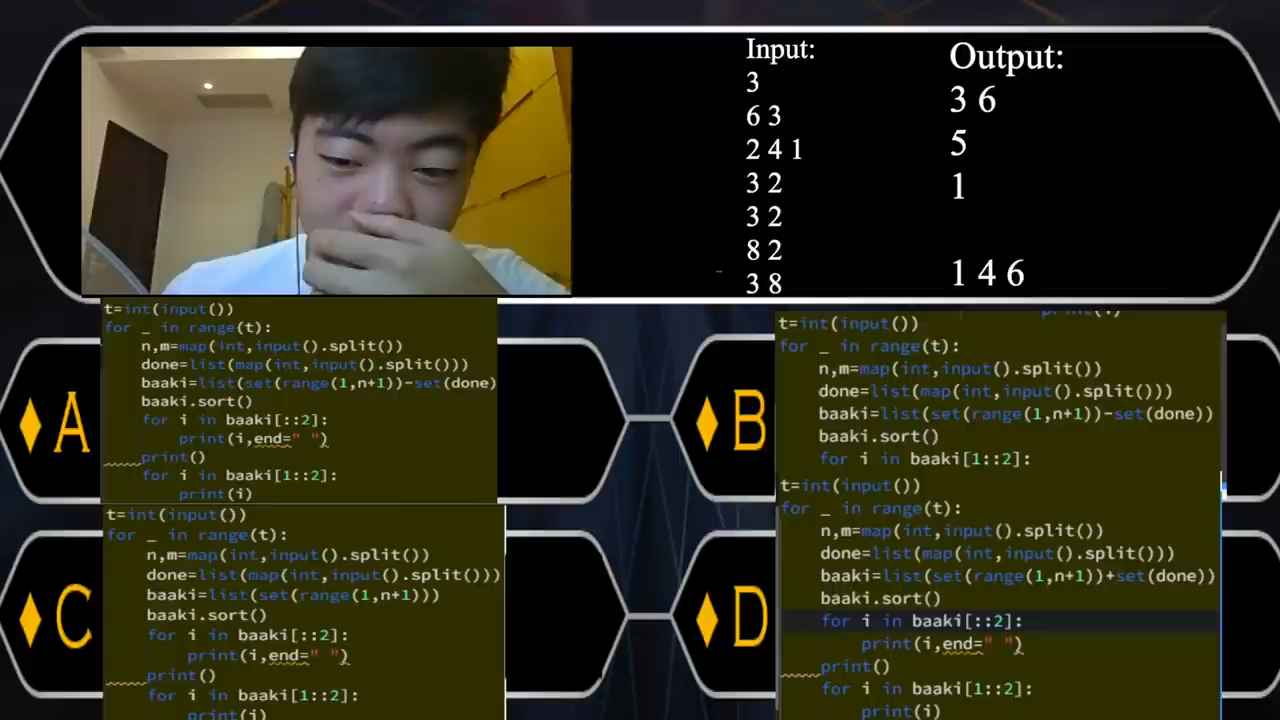 Input:
3
6 3
2 4 1
3 2
3 2
8 2
3 8
Output:
3 6
5
1
1 4 6
A
t=int(input())
for _ in range(t):
n,m=map(int,input().split())
done=list(map(int,input().split()))
baaki=list(set(range(1,n+1))-set(done)
baaki.sort()
for i in baaki[::2]:
print(i,end=" ")
print()
for i in baaki[1::2]:
print(i)
B
print(i)
t=int(input())
for _ in range(t):
n,m=map(int,input().split())
done=list(map(int,input().split()))
baaki=list(set(range(1,n+1))-set(done))
baaki.sort()
for i in baaki[1::2]:
C
t=int(input())
for _ in range(t):
n,m=map(int,input().split())
done=list(map(int,input().split()))
baaki=list(set(range(1,n+1)))
baaki.sort()
for i in baaki[::2]:
print(i,end=" ")
print()
for i in baaki[1::2]:
print(i)
D
t=int(input())
for _ in range(t):
n,m=map(int,input().split())
done=list(map(int,input().split()))
baaki=list(set(range(1,n+1))+set(done))
baaki.sort()
for i in baaki[::2]:
print(i,end=" ")
print()
for i in baaki[1::2]:
print(i)